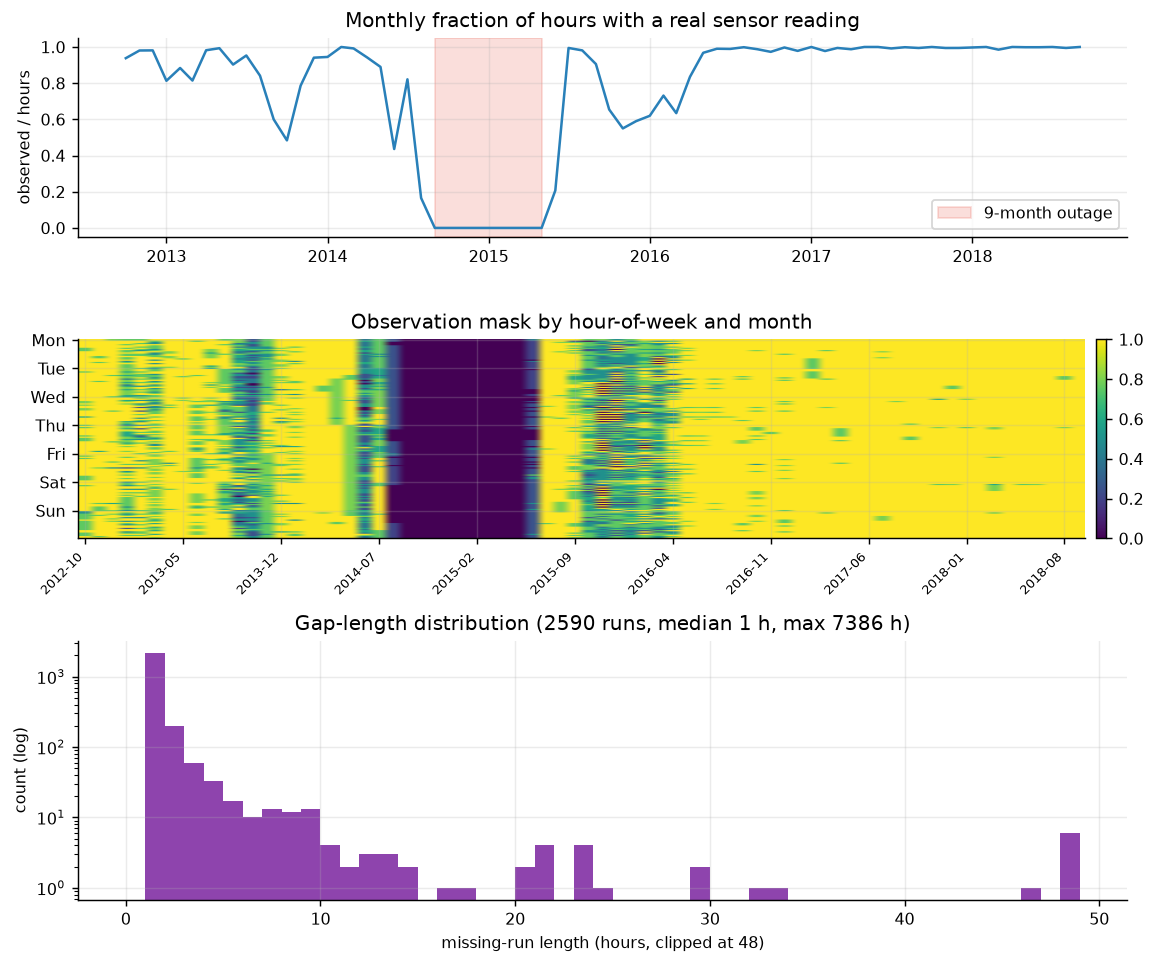 Monthly fraction of hours with a real sensor reading
observed / hours
1.0
0.8
0.6
0.4
0.2
0.0
9-month outage
2013
2014
2015
2016
2017
2018
Observation mask by hour-of-week and month
Mon
Tue
Wed
Thu
Fri
Sat
Sun
1.0
0.8
0.6
0.4
0.2
0.0
2012-10
2013-05
2013-12
2014-07
2015-02
2015-09
2016-04
2016-11
2017-06
2018-01
2018-08
Gap-length distribution (2590 runs, median 1 h, max 7386 h)
count (log)
10³
10²
10¹
10⁰
0
10
20
30
40
50
missing-run length (hours, clipped at 48)